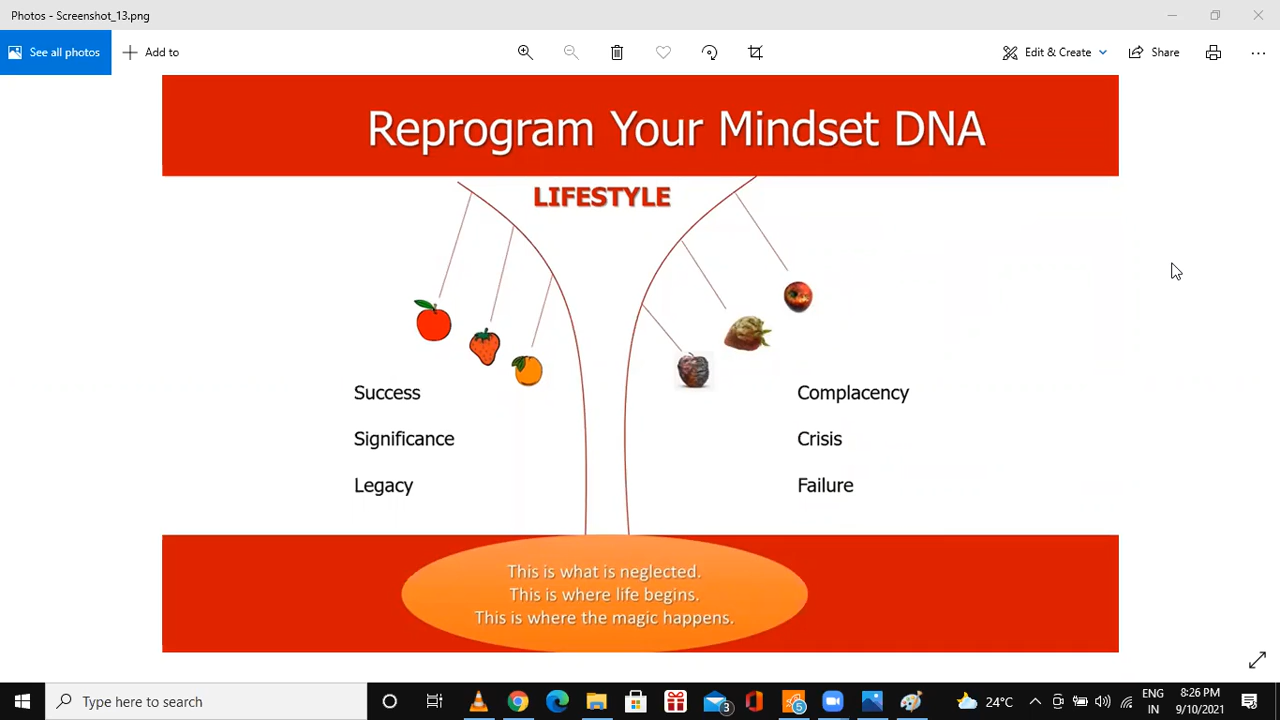 Photos - Screenshot_13.png
See all photos
Add to
Edit & Create
Share
Reprogram Your Mindset DNA
LIFESTYLE
Success
Complacency
Significance
Crisis
Legacy
Failure
This is what is neglected.
This is where life begins.
This is where the magic happens.
Type here to search
5
3
24°C
ENG
IN
8:26 PM
9/10/2021